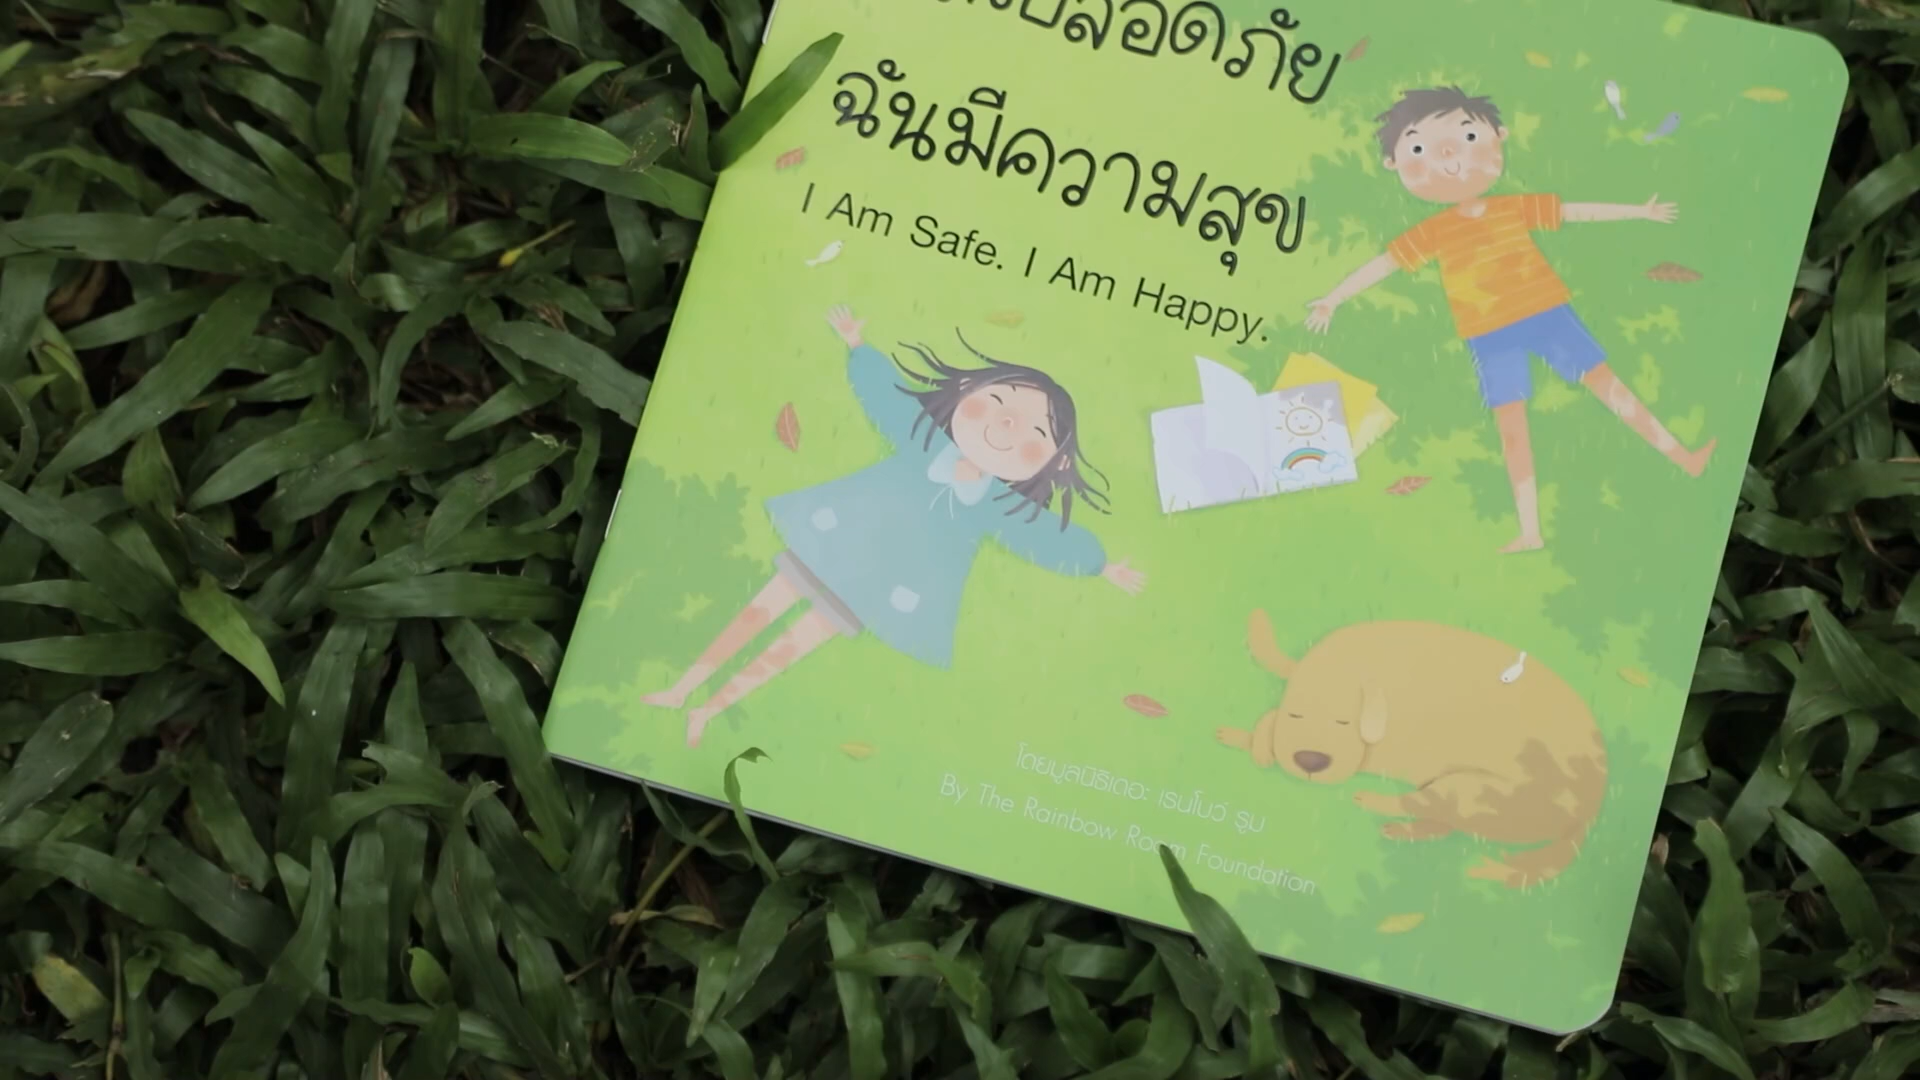 ปลอดภัย
ฉันมีความสุข
I Am Safe. I Am Happy.
โดยมูลนิธิเดอะ เรนโบว์ รูม
By The Rainbow Room Foundation